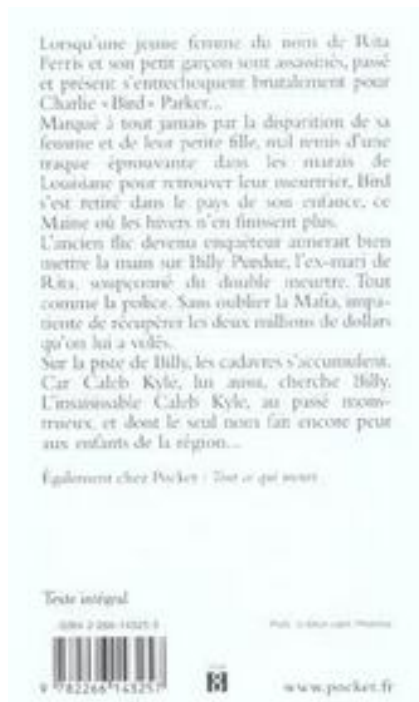 Lorsqu'une jeune femme du nom de Rita
Ferris et son petit garçon sont assassinés, passé
et présent s'entrechoquent brutalement pour
Charlie «Bird» Parker...
Marqué à tout jamais par la disparition de sa
femme et de leur petite fille, mal remis d'une
traque éprouvante dans les marais de
Louisiane pour retrouver leur meurtrier, Bird
s'est retiré dans le pays de son enfance, ce
Maine où les hivers n'en finissent plus.
L'ancien flic devenu enquêteur aimerait bien
mettre la main sur Billy Purdue, l'ex-mari de
Rita, soupçonné du double meurtre. Tout
comme la police. Sans oublier la Mafia, impa-
tiente de récupérer les deux millions de dollars
qu'on lui a volés.
Sur la piste de Billy, les cadavres s'accumulent.
Car Caleb Kyle, lui aussi, cherche Billy.
L'insaisissable Caleb Kyle, au passé mons-
trueux, et dont le seul nom fait encore peur
aux enfants de la région...
Également chez Pocket : Tout ce qui meurt
Texte intégral
ISBN 2-266-14325-3
9 782266 143257
www.pocket.fr